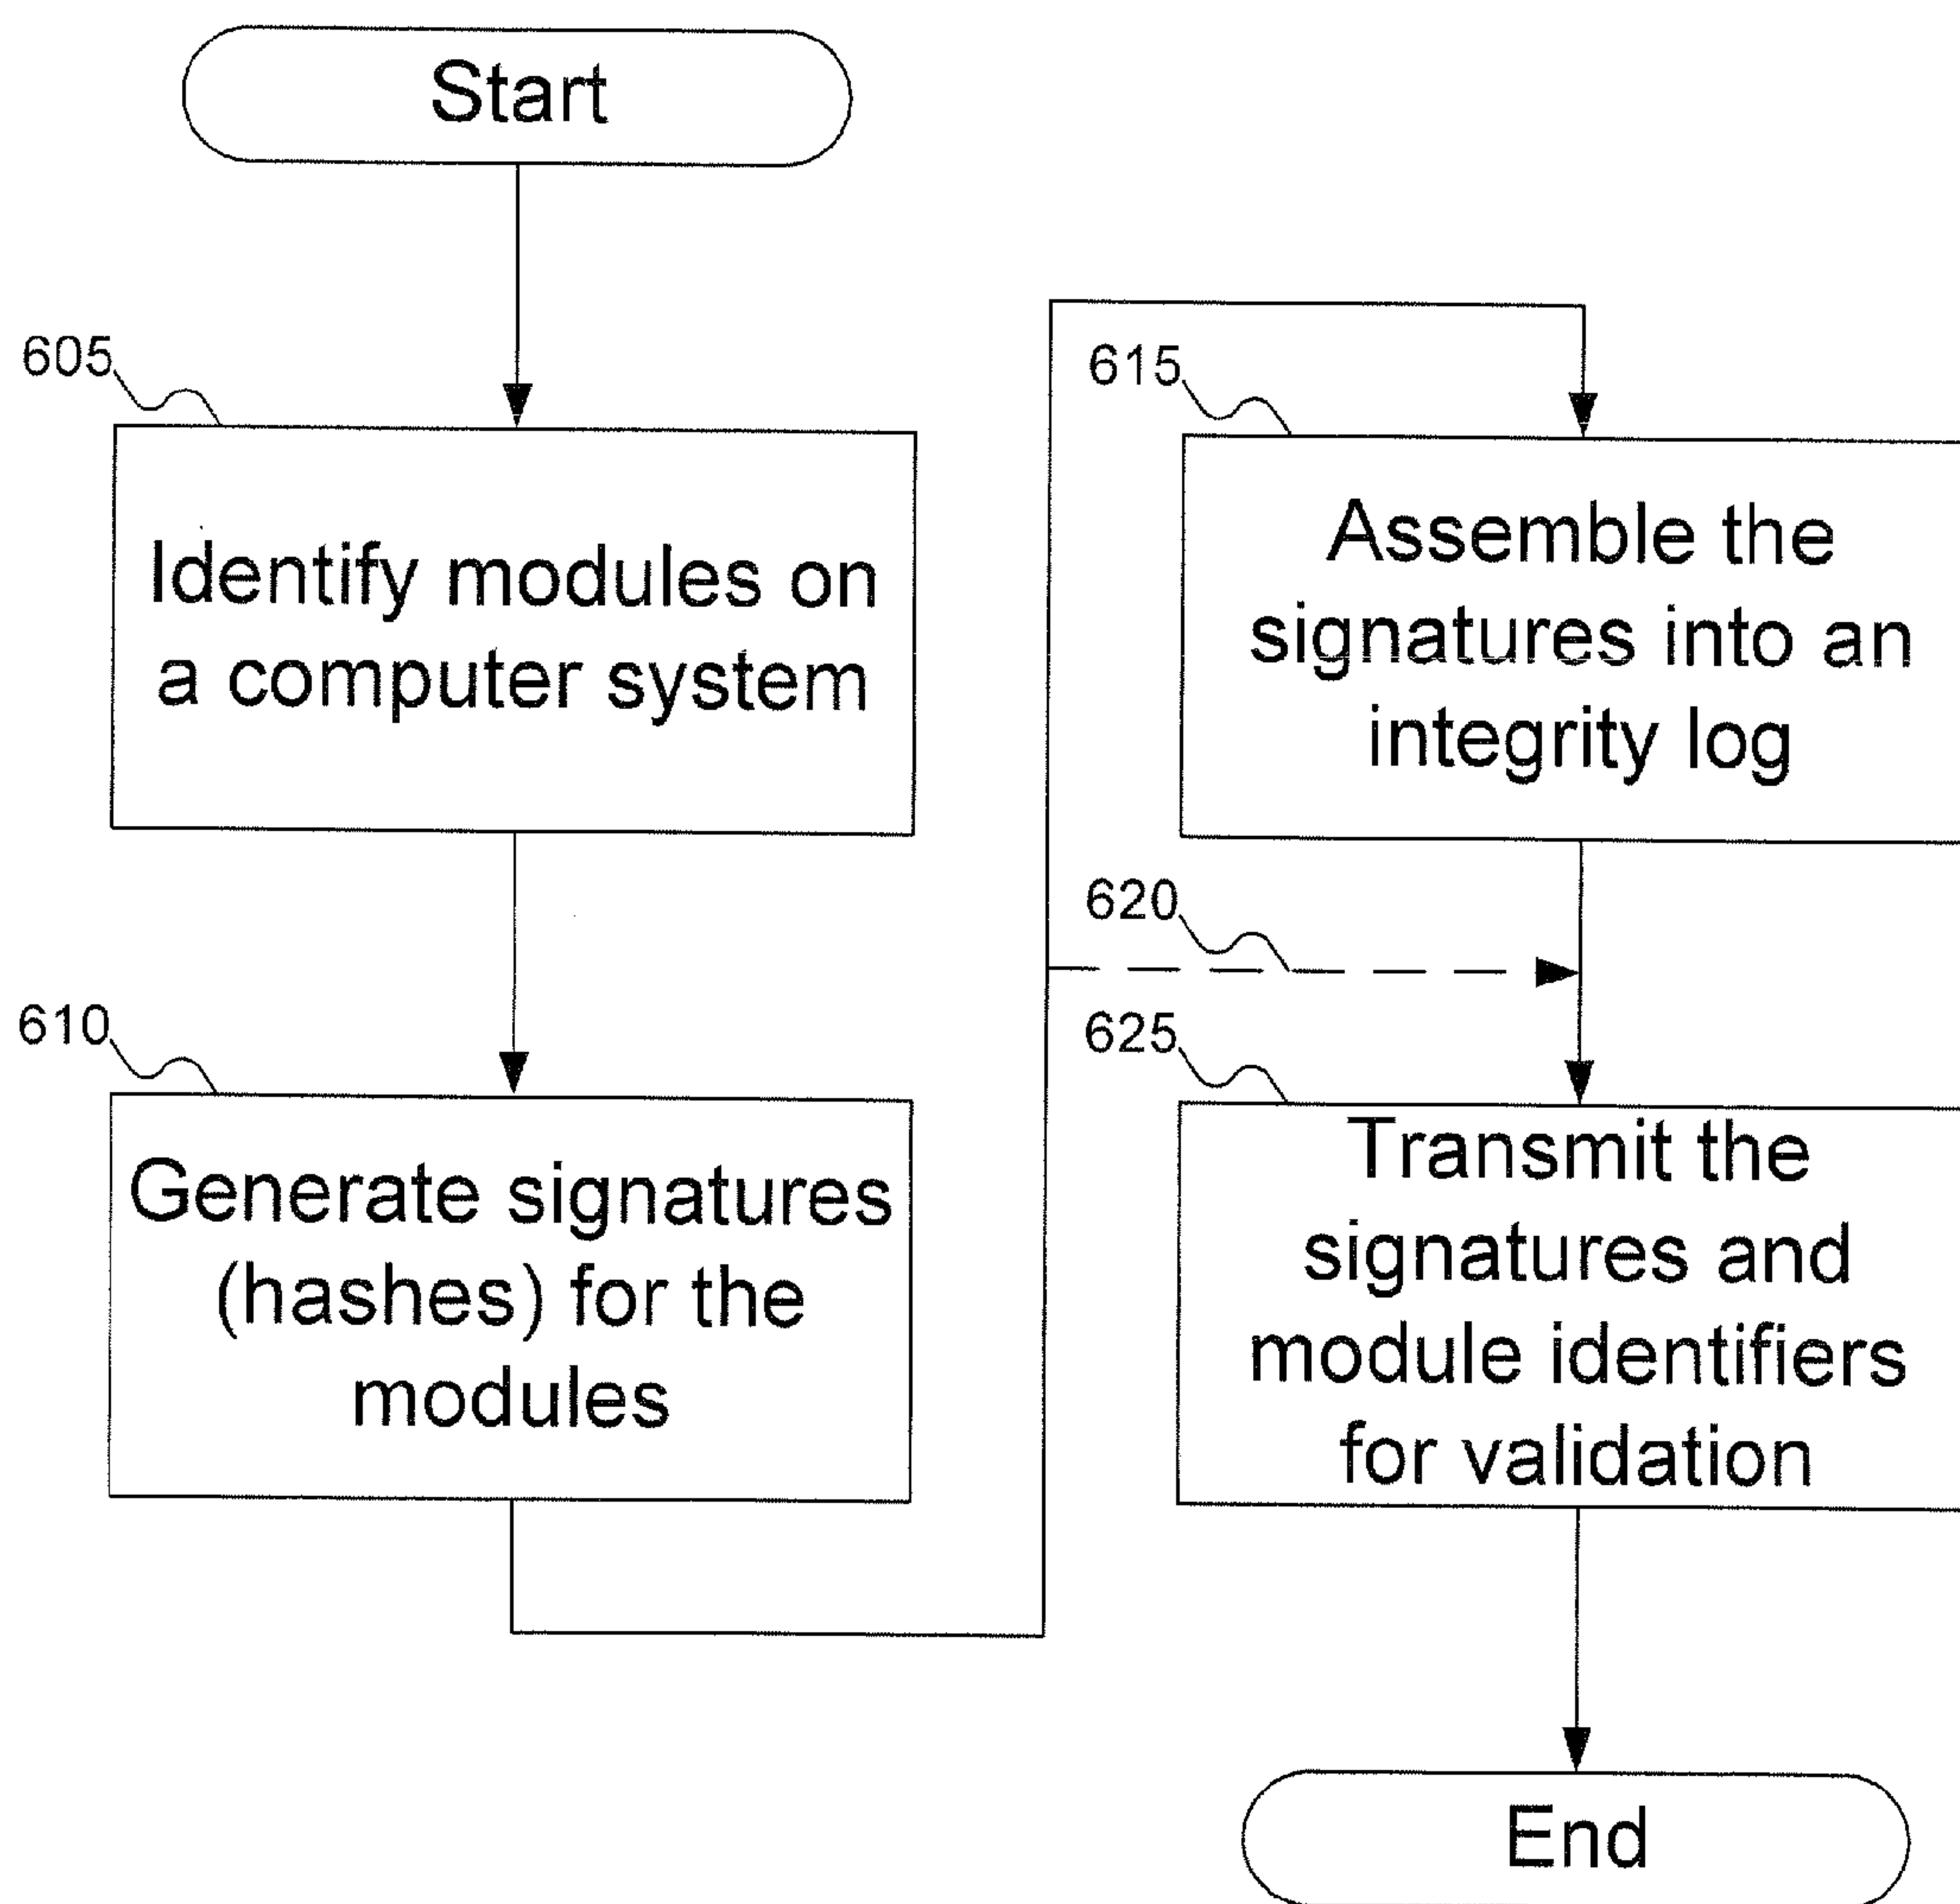 Start
605
Identify modules on
a computer system
610
Generate signatures
(hashes) for the
modules
615
Assemble the
signatures into an
integrity log
620
625
Transmit the
signatures and
module identifiers
for validation
End